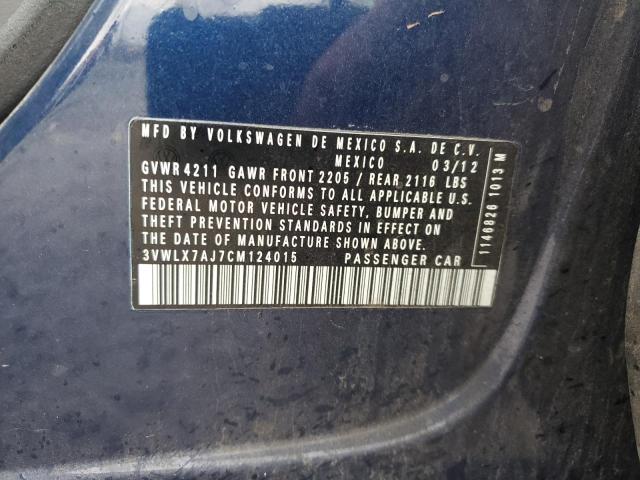 MFD BY VOLKSWAGEN DE MEXICO S.A. DE C.V.
MEXICO 03/12
GVWR 4211 GAWR FRONT 2205 / REAR 2116 LBS
THIS VEHICLE CONFORMS TO ALL APPLICABLE U.S.
FEDERAL MOTOR VEHICLE SAFETY, BUMPER AND
THEFT PREVENTION STANDARDS IN EFFECT ON
THE DATE OF MANUFACTURE SHOWN ABOVE.
3VWLX7AJ7CM124015 PASSENGER CAR
1146826 1013 M